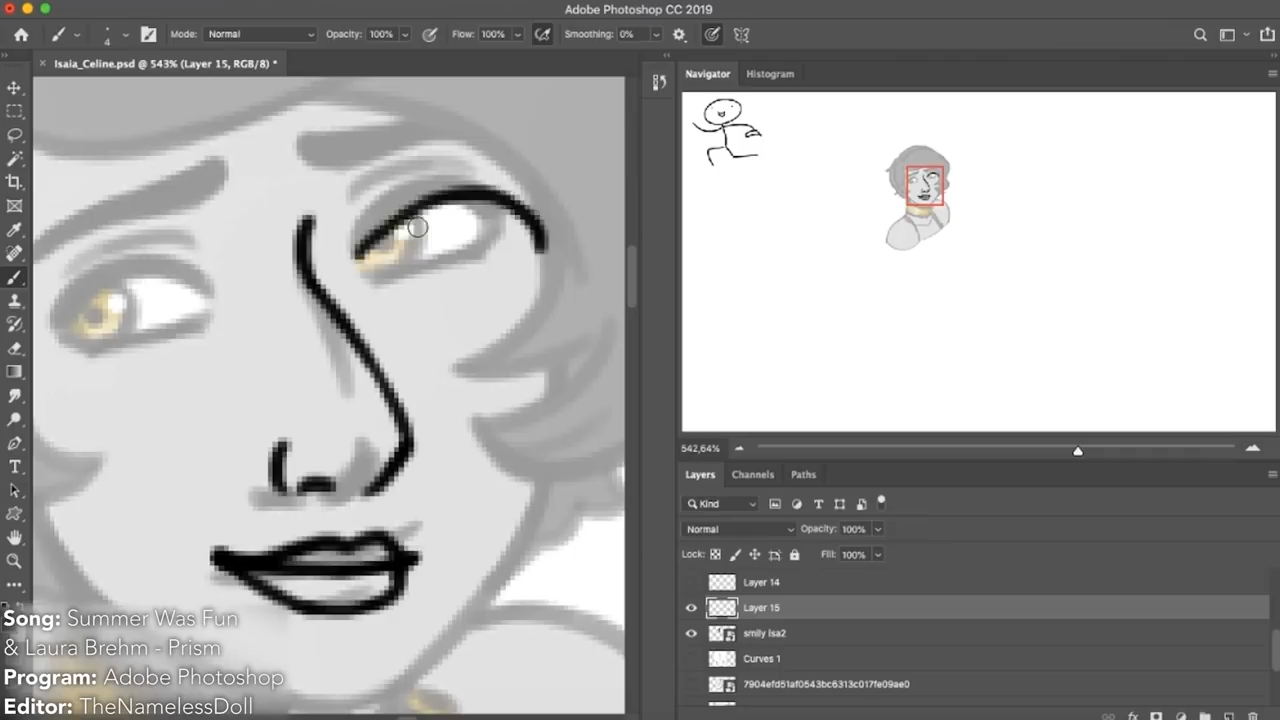 Adobe Photoshop CC 2019
4
Mode: Normal
Opacity: 100%
Flow: 100%
Smoothing: 0%
Isaia_Celine.psd @ 543% (Layer 15, RGB/8) *
Navigator
Histogram
542,64%
Layers
Channels
Paths
Kind
Normal
Opacity: 100%
Lock:
Fill: 100%
Layer 14
Layer 15
smily isa2
Curves 1
7904efd51af0543bc6313c017fe09ae0
Song: Summer Was Fun
& Laura Brehm - Prism
Program: Adobe Photoshop
Editor: TheNamelessDoll